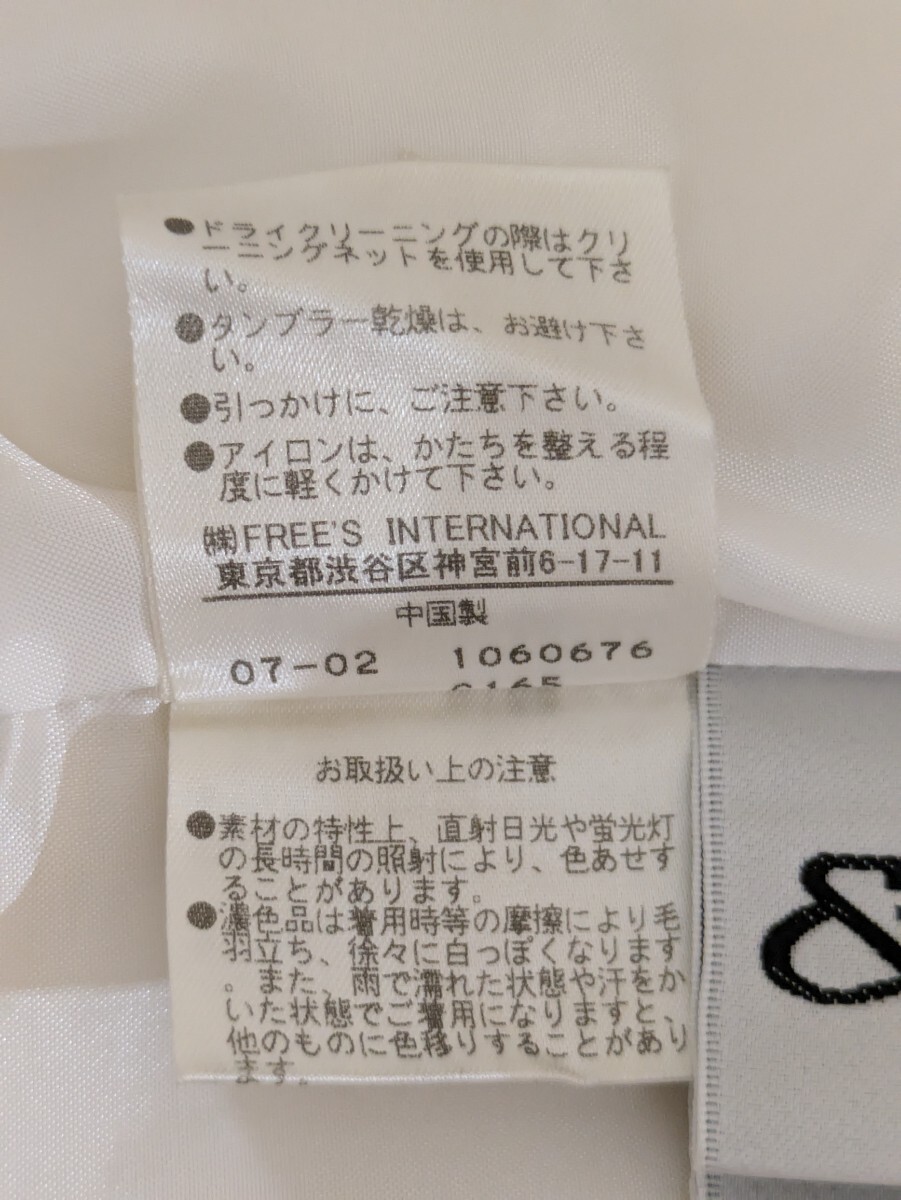 ●ドライクリーニングの際はクリ
ーニングネットを使用して下さ
い。
●タンブラー乾燥は、お避け下さ
い。
●引っかけに、ご注意下さい。
●アイロンは、かたちを整える程
度に軽くかけて下さい。
㈱FREE'S INTERNATIONAL
東京都渋谷区神宮前6-17-11
中国製
07-02 1060676
お取扱い上の注意
●素材の特性上、直射日光や蛍光灯
の長時間の照射により、色あせす
ることがあります。
●濃色品は着用時等の摩擦により毛
羽立ち、徐々に白っぽくなります
。また、雨で濡れた状態や汗をか
いた状態でご着用になりますと、
他のものに色移りすることがあり
ます。
&